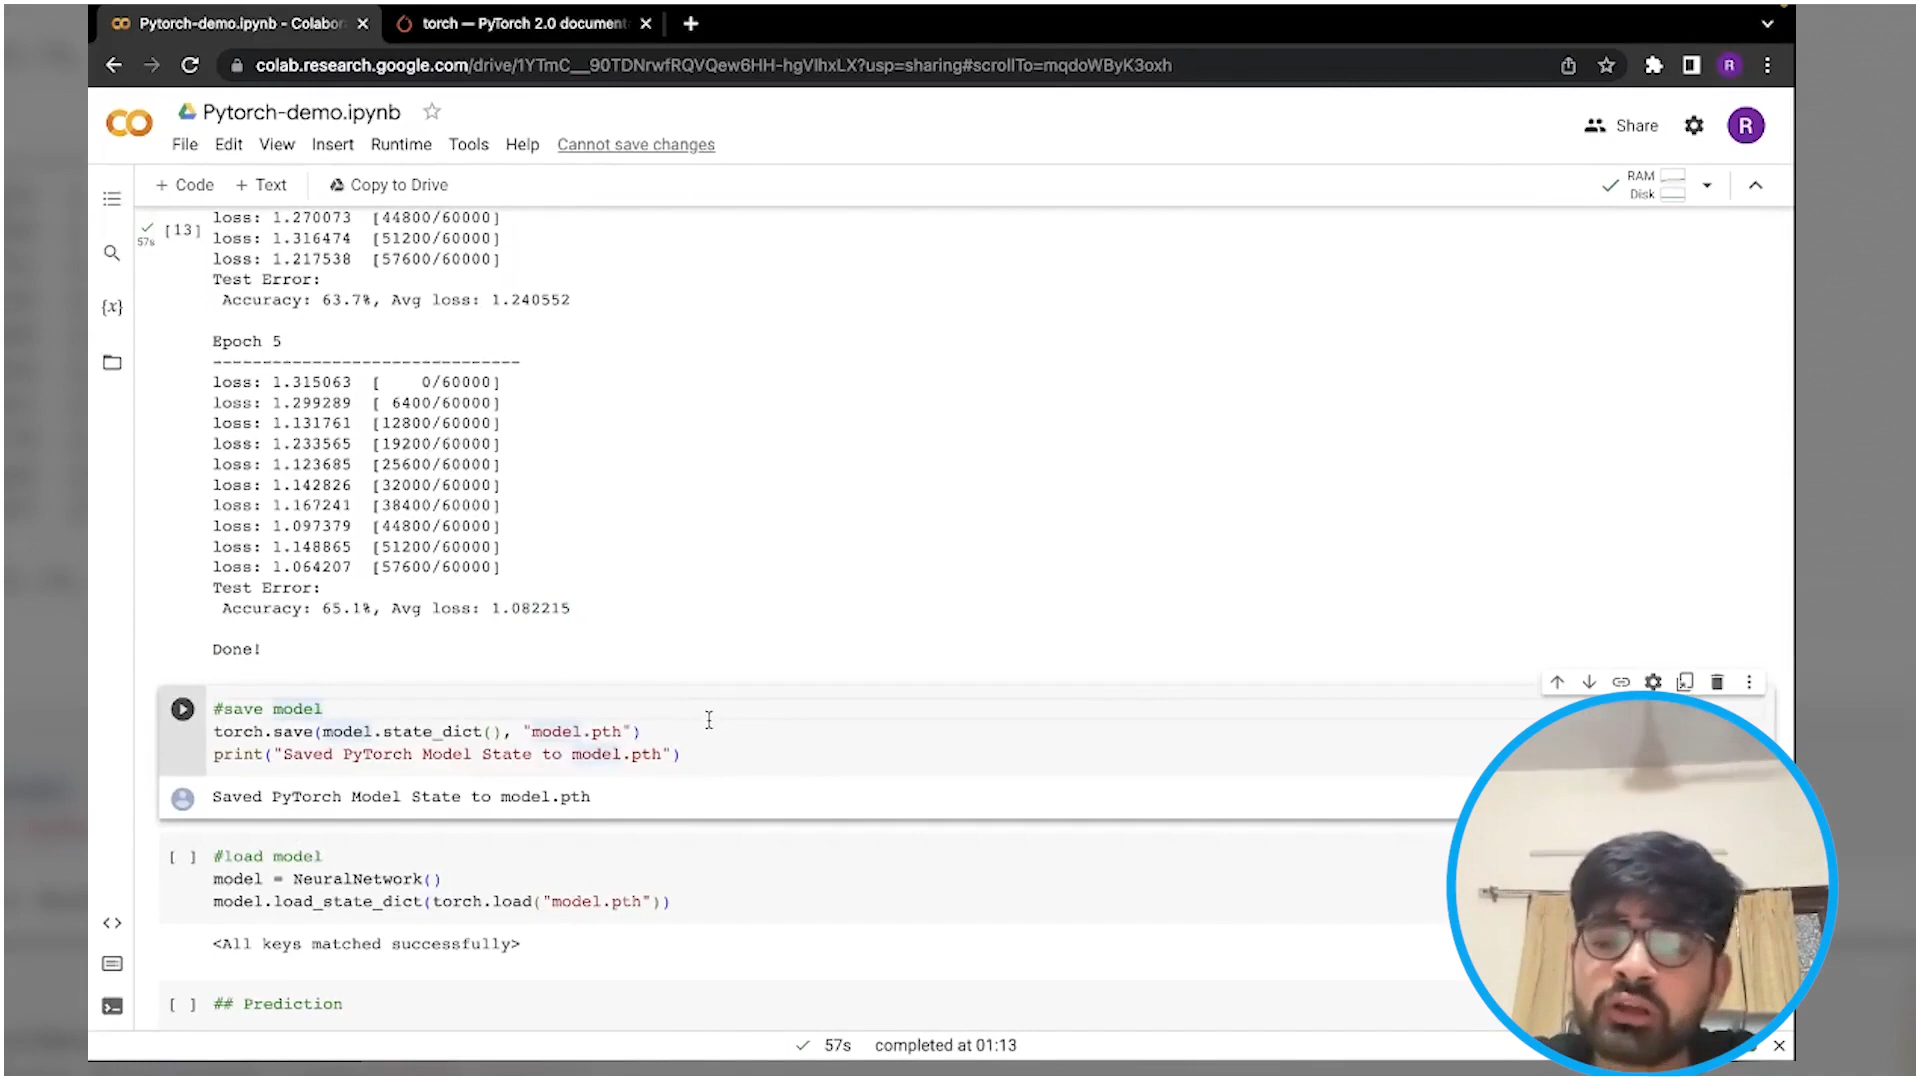 Pytorch-demo.ipynb - Colabor
torch — PyTorch 2.0 document
colab.research.google.com/drive/1YTmC__90TDNrwfRQVQew6HH-hgVIhxLX?usp=sharing#scrollTo=mqdoWByK3oxh
R
Pytorch-demo.ipynb
File Edit View Insert Runtime Tools Help Cannot save changes
Share
R
+ Code + Text Copy to Drive
RAM
Disk
57s
[13]
loss: 1.270073 [44800/60000]
loss: 1.316474 [51200/60000]
loss: 1.217538 [57600/60000]
Test Error:
Accuracy: 63.7%, Avg loss: 1.240552
{x}
Epoch 5
-------------------------------
loss: 1.315063 [ 0/60000]
loss: 1.299289 [ 6400/60000]
loss: 1.131761 [12800/60000]
loss: 1.233565 [19200/60000]
loss: 1.123685 [25600/60000]
loss: 1.142826 [32000/60000]
loss: 1.167241 [38400/60000]
loss: 1.097379 [44800/60000]
loss: 1.148865 [51200/60000]
loss: 1.064207 [57600/60000]
Test Error:
Accuracy: 65.1%, Avg loss: 1.082215
Done!
#save model
torch.save(model.state_dict(), "model.pth")
print("Saved PyTorch Model State to model.pth")
Saved PyTorch Model State to model.pth
[ ] #load model
model = NeuralNetwork()
model.load_state_dict(torch.load("model.pth"))
<All keys matched successfully>
[ ] ## Prediction
57s completed at 01:13